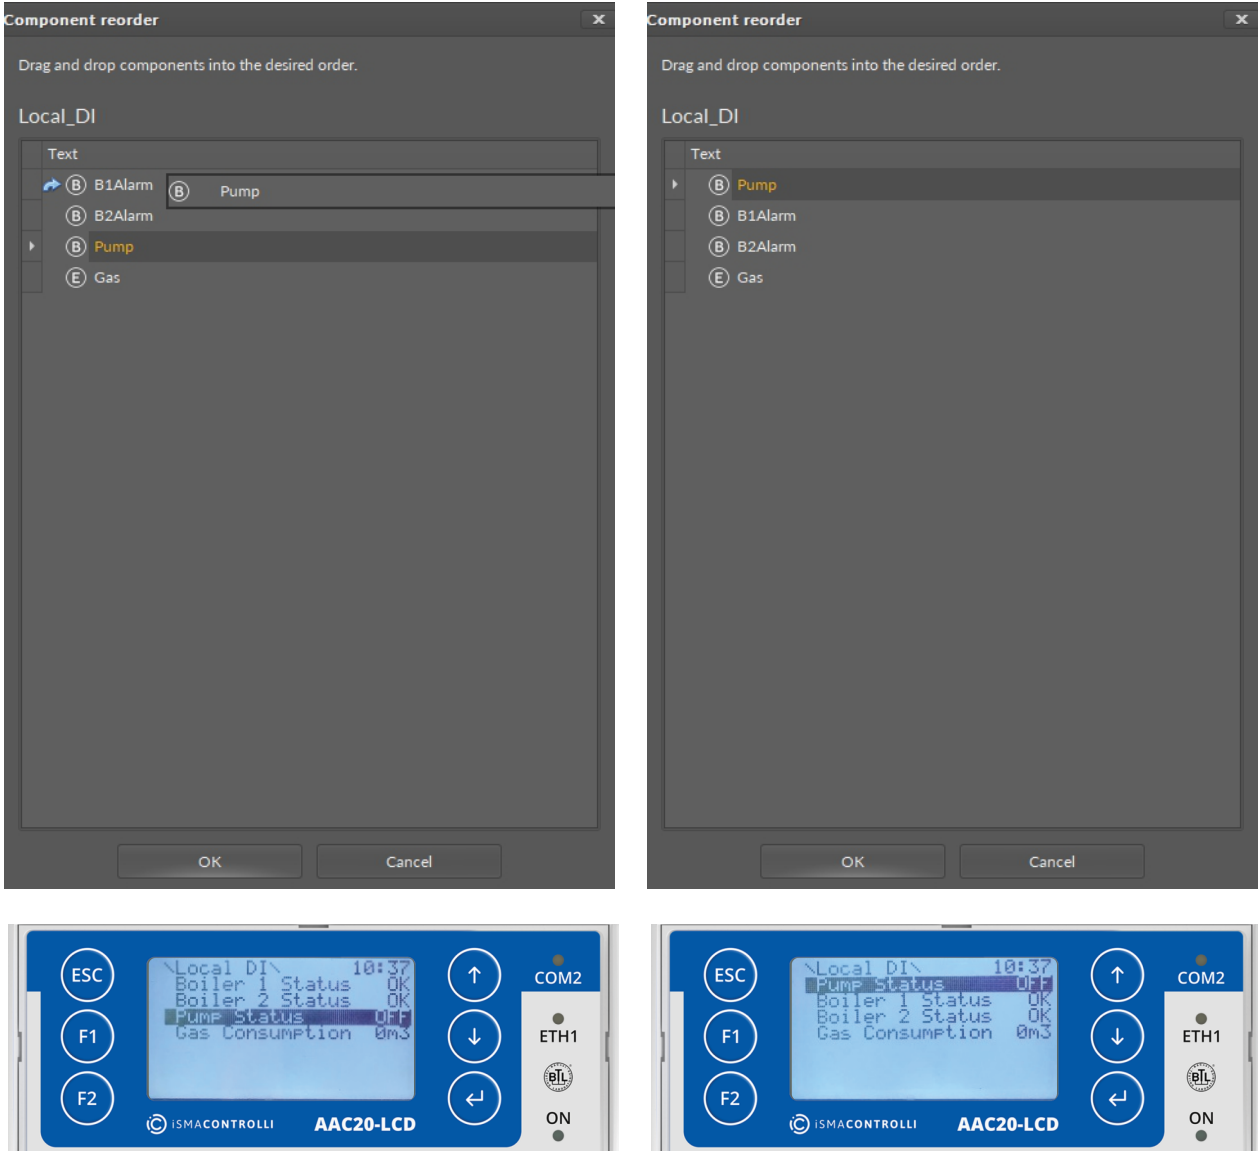 Component reorder
Drag and drop components into the desired order.
Local_DI
Text
B B1Alarm
B Pump
B B2Alarm
B Pump
E Gas
OK Cancel
Component reorder
Drag and drop components into the desired order.
Local_DI
Text
B Pump
B B1Alarm
B B2Alarm
E Gas
OK Cancel
ESC
F1
F2
\Local DI\ 10:37
Boiler 1 Status OK
Boiler 2 Status OK
Pump Status OFF
Gas Consumption 0m3
iSMACONTROLLI AAC20-LCD
COM2
ETH1
BTL
ON
ESC
F1
F2
\Local DI\ 10:37
Pump Status OFF
Boiler 1 Status OK
Boiler 2 Status OK
Gas Consumption 0m3
iSMACONTROLLI AAC20-LCD
COM2
ETH1
BTL
ON